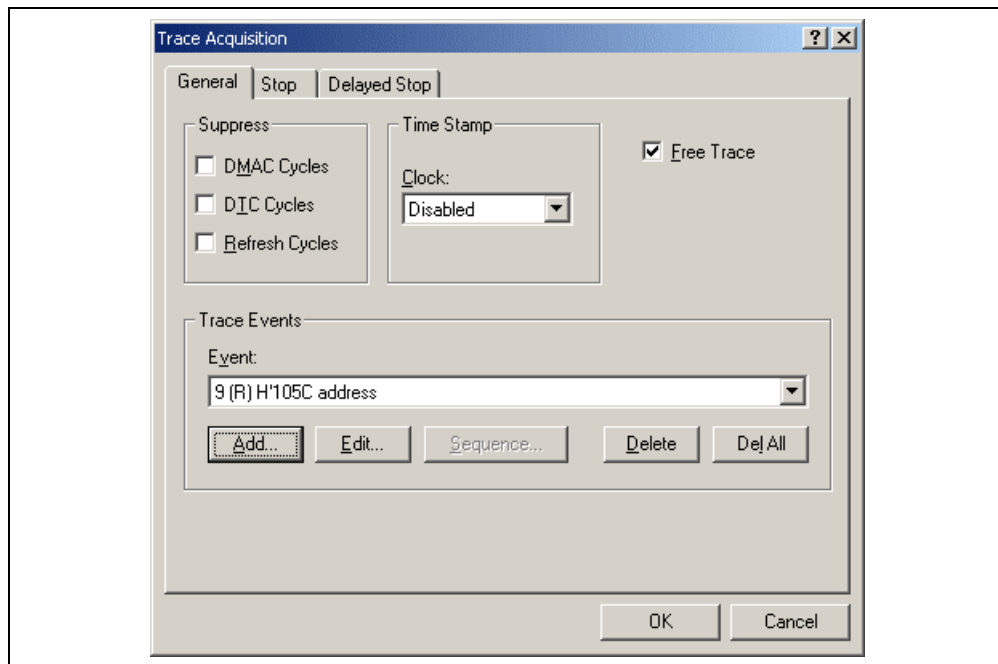 Trace Acquisition
General Stop Delayed Stop
Suppress
DMAC Cycles
DTC Cycles
Refresh Cycles
Time Stamp
Clock:
Disabled
Free Trace
Trace Events
Event:
9 (R) H'105C address
Add... Edit... Sequence... Delete Del All
OK Cancel